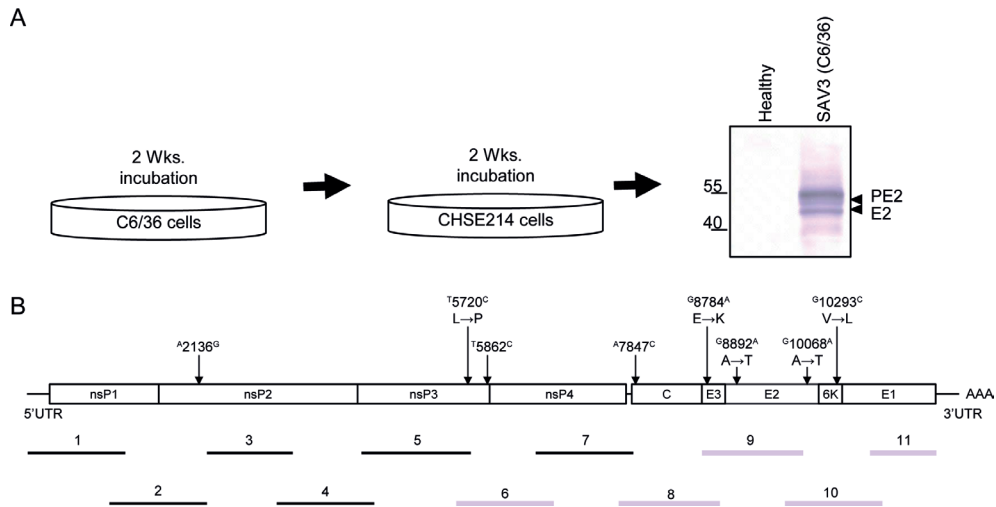 A
Healthy
SAV3 (C6/36)
2 Wks.
incubation
C6/36 cells
2 Wks.
incubation
CHSE214 cells
55
40
PE2
E2
B
T5720C
L→P
G8784A
E→K
G10293C
V→L
A2136G
T5862C
A7847C
G8892A
A→T
G10068A
A→T
nsP1 nsP2 nsP3 nsP4 C E3 E2 6K E1
AAA
5'UTR 3'UTR
1 3 5 7 9 11
2 4 6 8 10